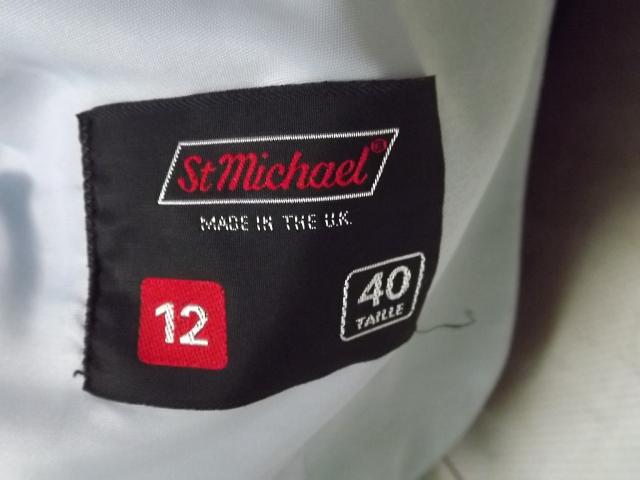 St Michael®
MADE IN THE U.K.
12
40
TAILLE